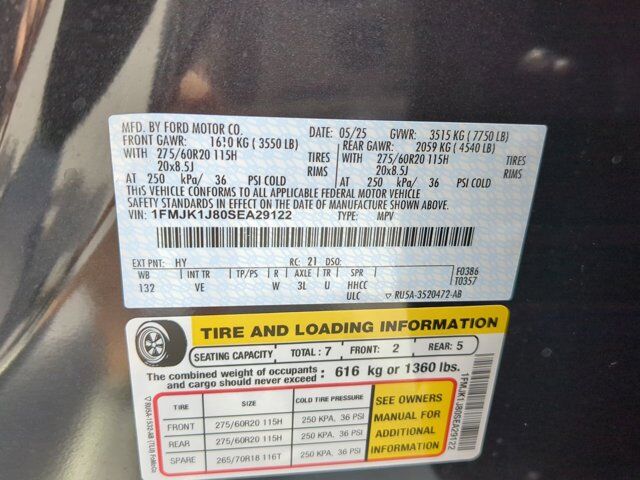 MFD. BY FORD MOTOR CO.
DATE: 05/25 GVWR: 3515 KG (7750 LB)
FRONT GAWR: 1610 KG (3550 LB) REAR GAWR: 2059 KG (4540 LB)
WITH 275/60R20 115H TIRES WITH 275/60R20 115H TIRES
20x8.5J RIMS 20x8.5J RIMS
AT 250 kPa/ 36 PSI COLD AT 250 kPa/ 36 PSI COLD
THIS VEHICLE CONFORMS TO ALL APPLICABLE FEDERAL MOTOR VEHICLE
SAFETY STANDARDS IN EFFECT ON THE DATE OF MANUFACTURE SHOWN ABOVE.
VIN: 1FMJK1J80SEA29122 TYPE: MPV
EXT PNT: HY RC: 21 DSO:
WB INT TR TP/PS R AXLE TR SPR F0386
132 VE W 3L U HHCC T0357
ULC ▽ RU5A-3520472-AB
TIRE AND LOADING INFORMATION
SEATING CAPACITY TOTAL: 7 FRONT: 2 REAR: 5
The combined weight of occupants and cargo should never exceed : 616 kg or 1360 lbs.
TIRE SIZE COLD TIRE PRESSURE
FRONT 275/60R20 115H 250 KPA, 36 PSI
REAR 275/60R20 115H 250 KPA, 36 PSI
SPARE 265/70R18 116T 250 KPA, 36 PSI
SEE OWNERS
MANUAL FOR
ADDITIONAL
INFORMATION
1FMJK1J80SEA29122